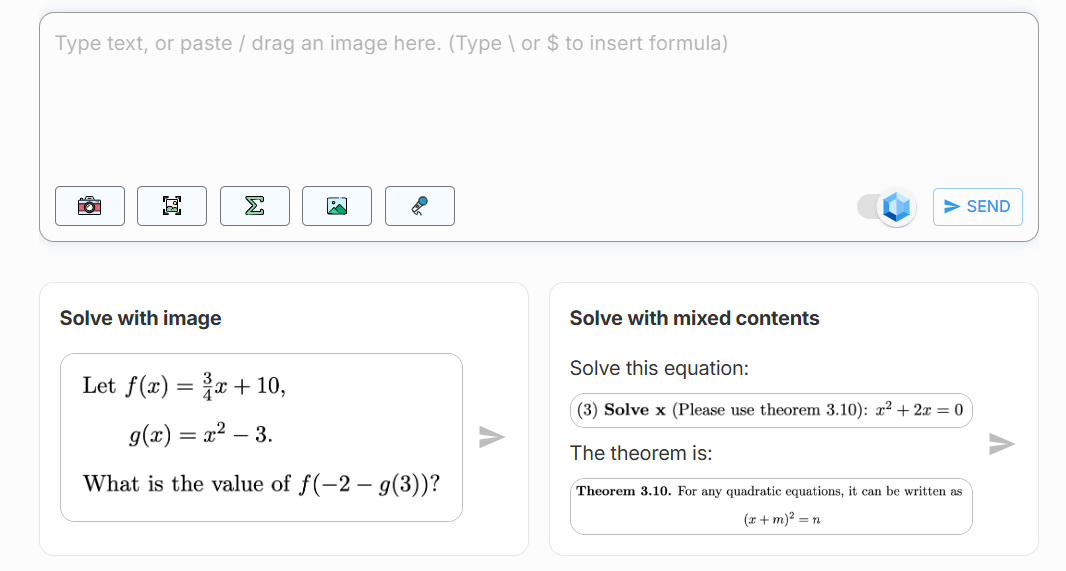 Type text, or paste / drag an image here. (Type \ or $ to insert formula)
SEND
Solve with image
Let f(x) = 3/4 x + 10,
g(x) = x² − 3.
What is the value of f(−2 − g(3))?
Solve with mixed contents
Solve this equation:
(3) Solve x (Please use theorem 3.10): x² + 2x = 0
The theorem is:
Theorem 3.10. For any quadratic equations, it can be written as
(x + m)² = n